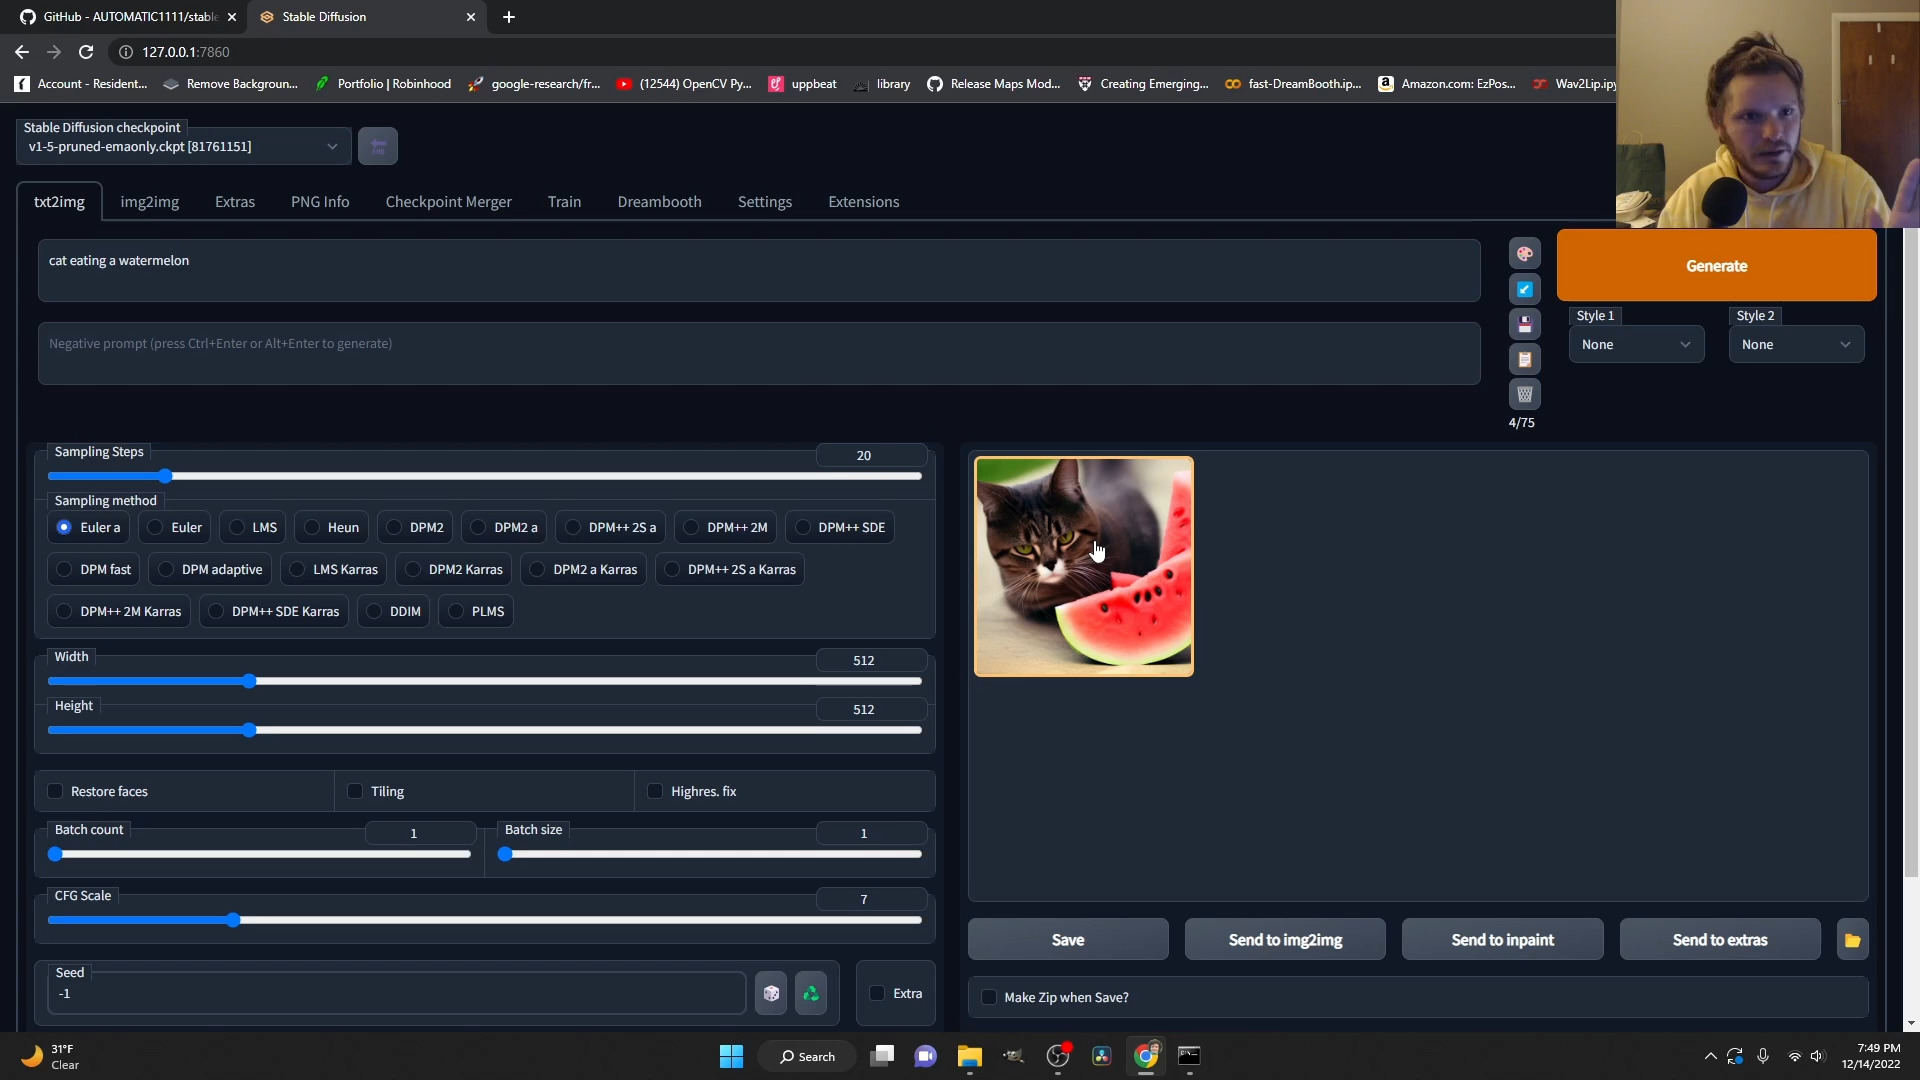 GitHub - AUTOMATIC1111/stable
Stable Diffusion
127.0.0.1:7860
Account - Resident...
Remove Backgroun...
Portfolio | Robinhood
google-research/fr...
(12544) OpenCV Py...
uppbeat
library
Release Maps Mod...
Creating Emerging...
fast-DreamBooth.ip...
Amazon.com: EzPos...
Wav2Lip.ipy
Stable Diffusion checkpoint
v1-5-pruned-emaonly.ckpt [81761151]
txt2img
img2img
Extras
PNG Info
Checkpoint Merger
Train
Dreambooth
Settings
Extensions
cat eating a watermelon
Negative prompt (press Ctrl+Enter or Alt+Enter to generate)
4/75
Generate
Style 1
None
Style 2
None
Sampling Steps
20
Sampling method
Euler a
Euler
LMS
Heun
DPM2
DPM2 a
DPM++ 2S a
DPM++ 2M
DPM++ SDE
DPM fast
DPM adaptive
LMS Karras
DPM2 Karras
DPM2 a Karras
DPM++ 2S a Karras
DPM++ 2M Karras
DPM++ SDE Karras
DDIM
PLMS
Width
512
Height
512
Restore faces
Tiling
Highres. fix
Batch count
1
Batch size
1
CFG Scale
7
Seed
-1
Extra
Save
Send to img2img
Send to inpaint
Send to extras
Make Zip when Save?
31°F
Clear
Search
7:49 PM
12/14/2022